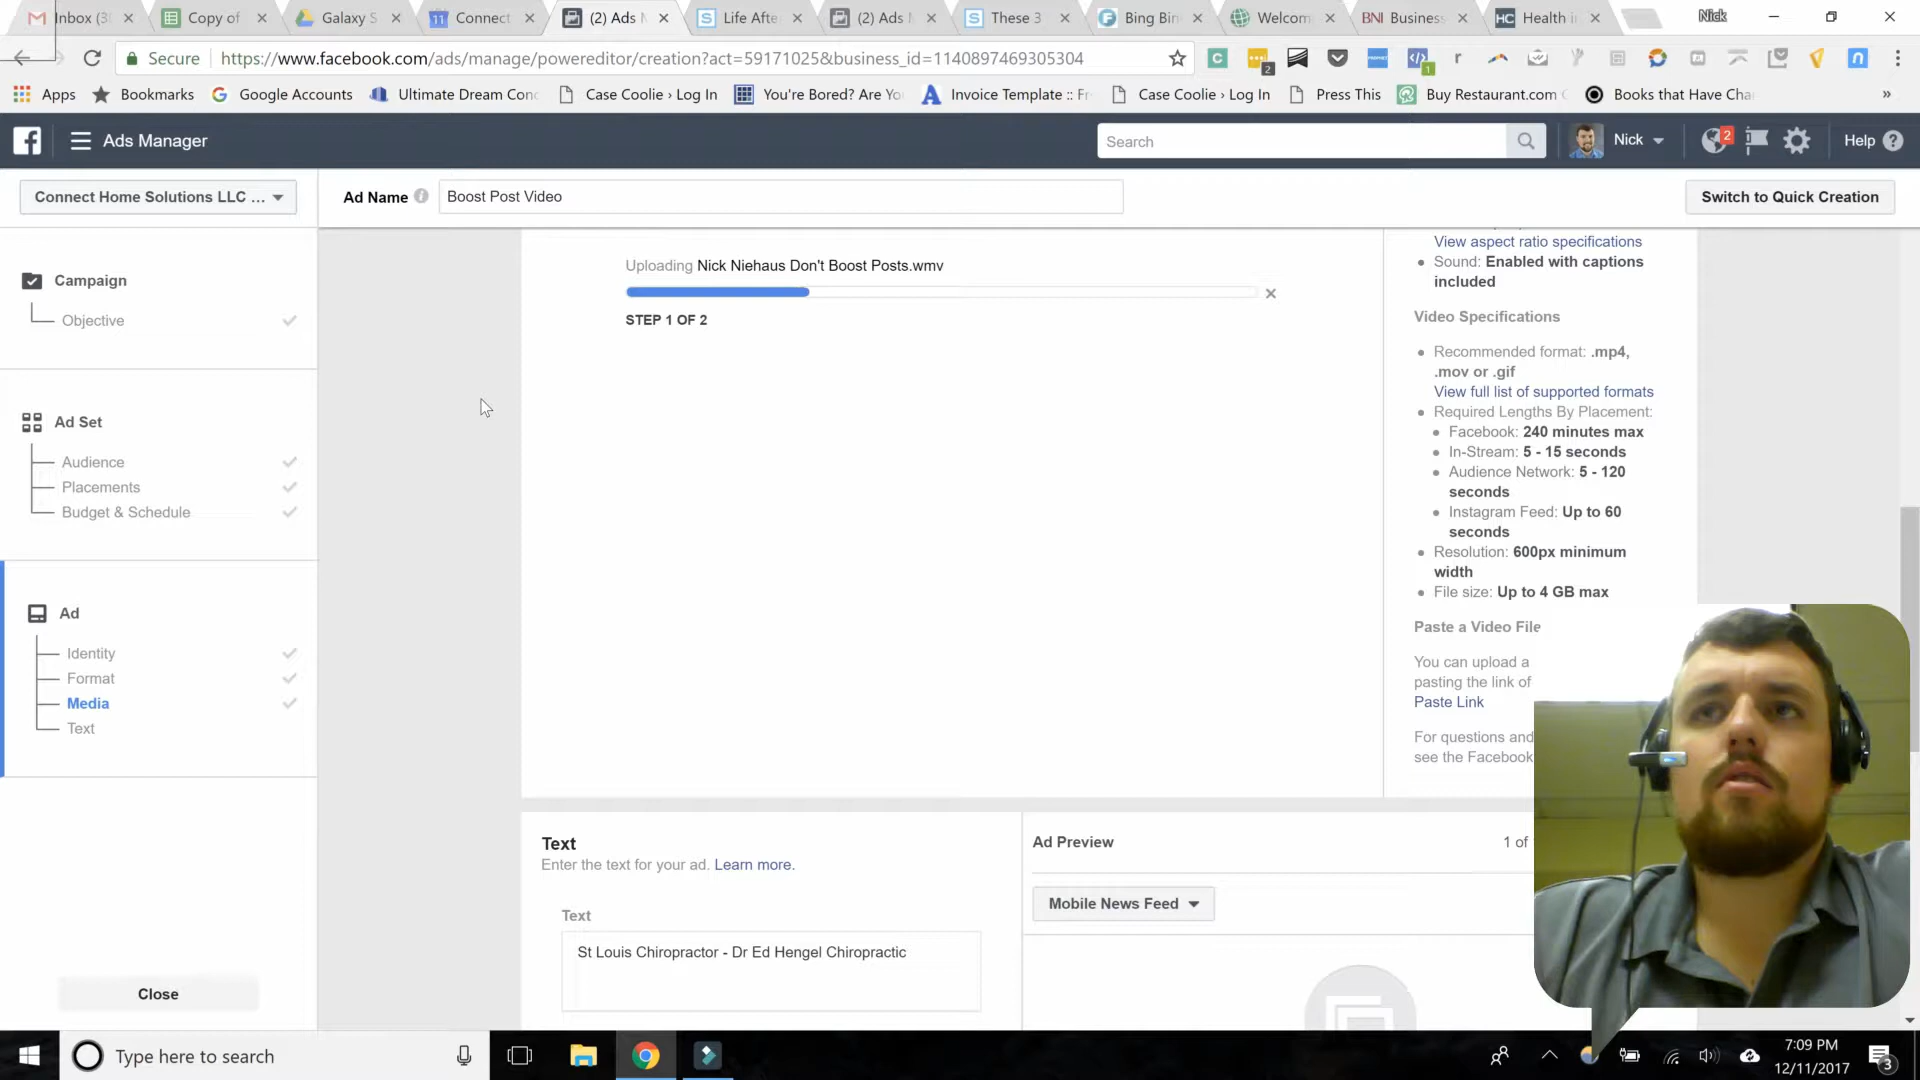 Inbox (3
Copy of
Galaxy S
Connect
(2) Ads M
Life Afte
(2) Ads
These 3
Bing Bin
Welcom
BNI Business
HC Health i
Nick
Secure https://www.facebook.com/ads/manage/powereditor/creation?act=59171025&business_id=1140897469305304
Apps
Bookmarks
Google Accounts
Ultimate Dream Con
Case Coolie › Log In
You're Bored? Are Yo
Invoice Template :: Fr
Case Coolie › Log In
Press This
Buy Restaurant.com
Books that Have Cha
»
Ads Manager
Search
Nick
2
Help
Connect Home Solutions LLC ...
Ad Name
Boost Post Video
Switch to Quick Creation
Campaign
Objective
Ad Set
Audience
Placements
Budget & Schedule
Ad
Identity
Format
Media
Text
Close
Uploading Nick Niehaus Don't Boost Posts.wmv
STEP 1 OF 2
View aspect ratio specifications
Sound: Enabled with captions
included
Video Specifications
Recommended format: .mp4,
.mov or .gif
View full list of supported formats
Required Lengths By Placement:
Facebook: 240 minutes max
In-Stream: 5 - 15 seconds
Audience Network: 5 - 120
seconds
Instagram Feed: Up to 60
seconds
Resolution: 600px minimum
width
File size: Up to 4 GB max
Paste a Video File
You can upload a
pasting the link of
Paste Link
For questions and
see the Facebook
Text
Enter the text for your ad. Learn more.
Text
St Louis Chiropractor - Dr Ed Hengel Chiropractic
Ad Preview
1 of
Mobile News Feed
Type here to search
7:09 PM
12/11/2017
3